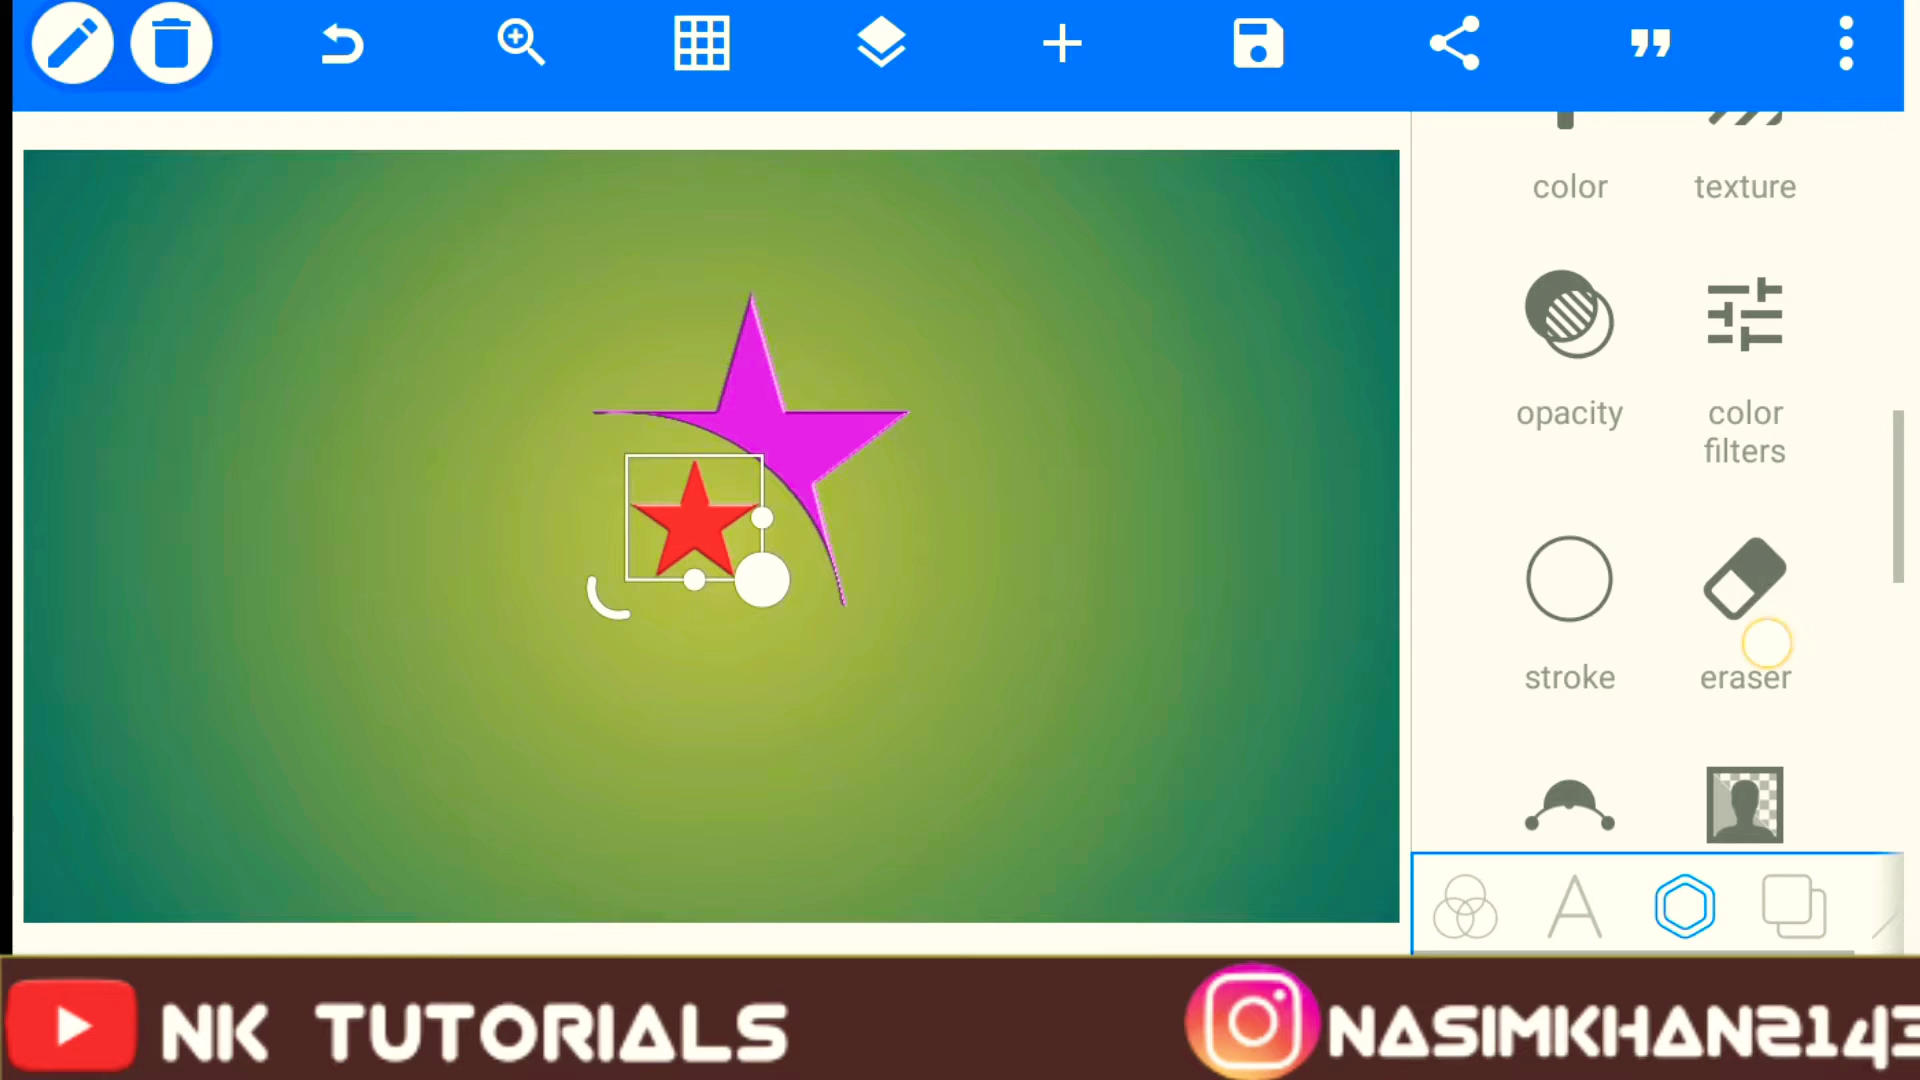 color
texture
opacity
color
filters
stroke
eraser
NK TUTORIALS
NASIMKHAN2143